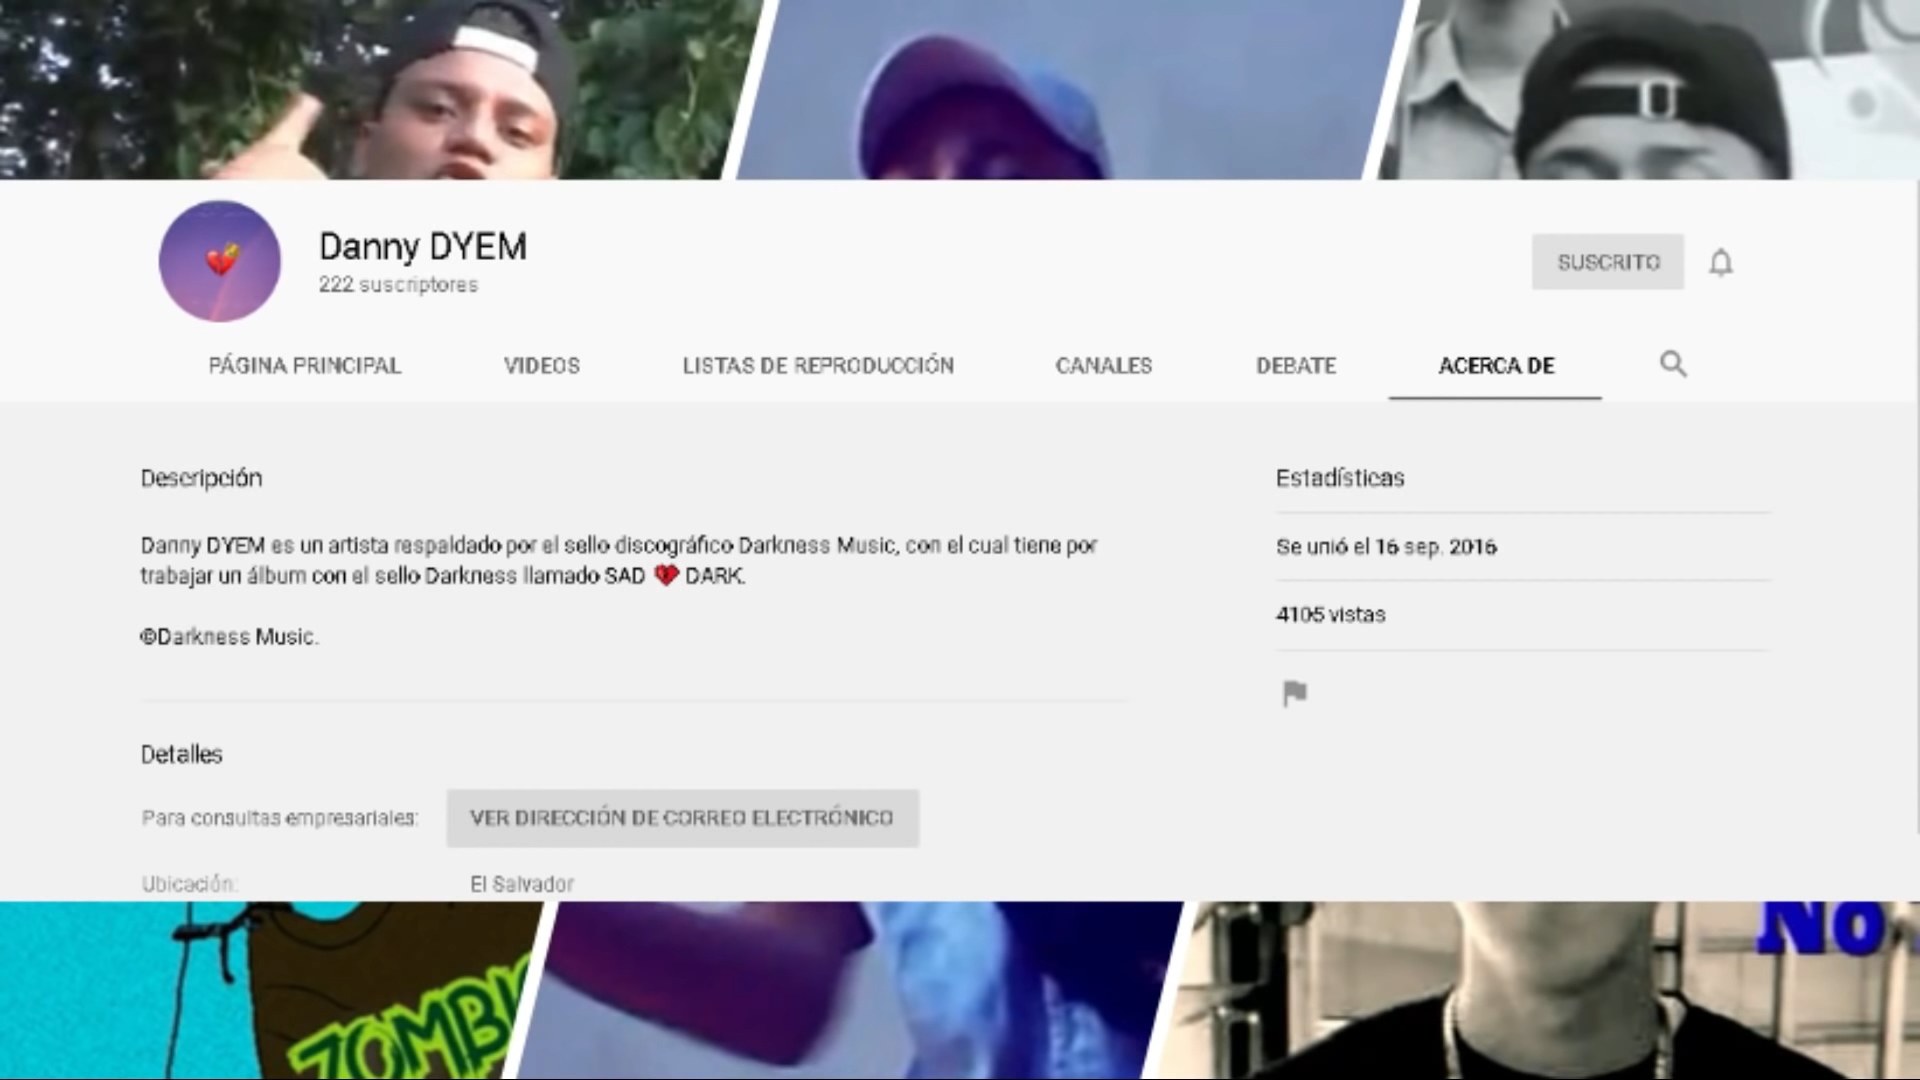 Danny DYEM
222 suscriptores
SUSCRITO
PÁGINA PRINCIPAL VIDEOS LISTAS DE REPRODUCCIÓN CANALES DEBATE ACERCA DE
Descripción
Danny DYEM es un artista respaldado por el sello discográfico Darkness Music, con el cual tiene por
trabajar un álbum con el sello Darkness llamado SAD 💔 DARK.
©Darkness Music.
Estadísticas
Se unió el 16 sep. 2016
4105 vistas
Detalles
Para consultas empresariales: VER DIRECCIÓN DE CORREO ELECTRÓNICO
Ubicación: El Salvador
No